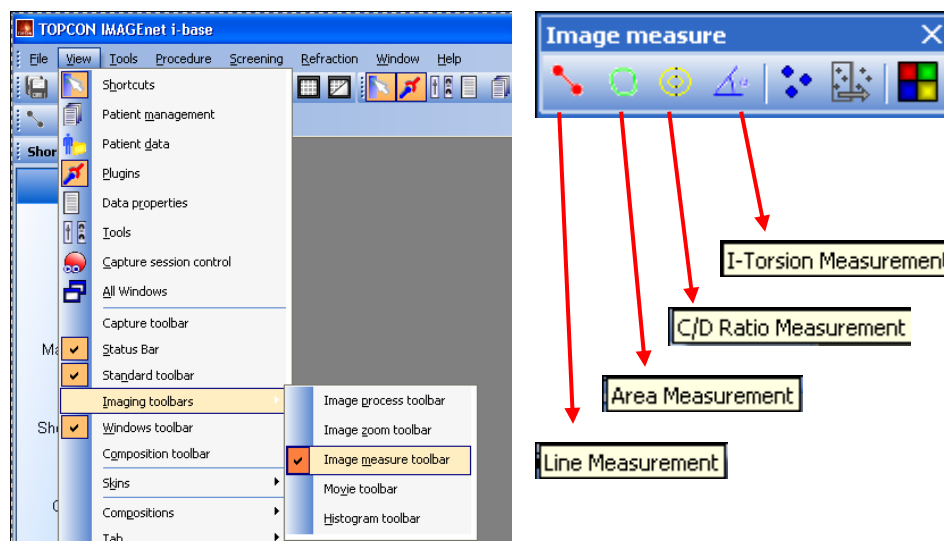 TOPCON IMAGEnet i-base
File View Tools Procedure Screening Refraction Window Help
Shortcuts
Patient management
Patient data
Shor
Plugins
Data properties
Tools
Capture session control
All Windows
Capture toolbar
Status Bar
Standard toolbar
Imaging toolbars
Windows toolbar
Composition toolbar
Skins
Compositions
Tab
Image process toolbar
Image zoom toolbar
Image measure toolbar
Movie toolbar
Histogram toolbar
Image measure
I-Torsion Measurement
C/D Ratio Measurement
Area Measurement
Line Measurement